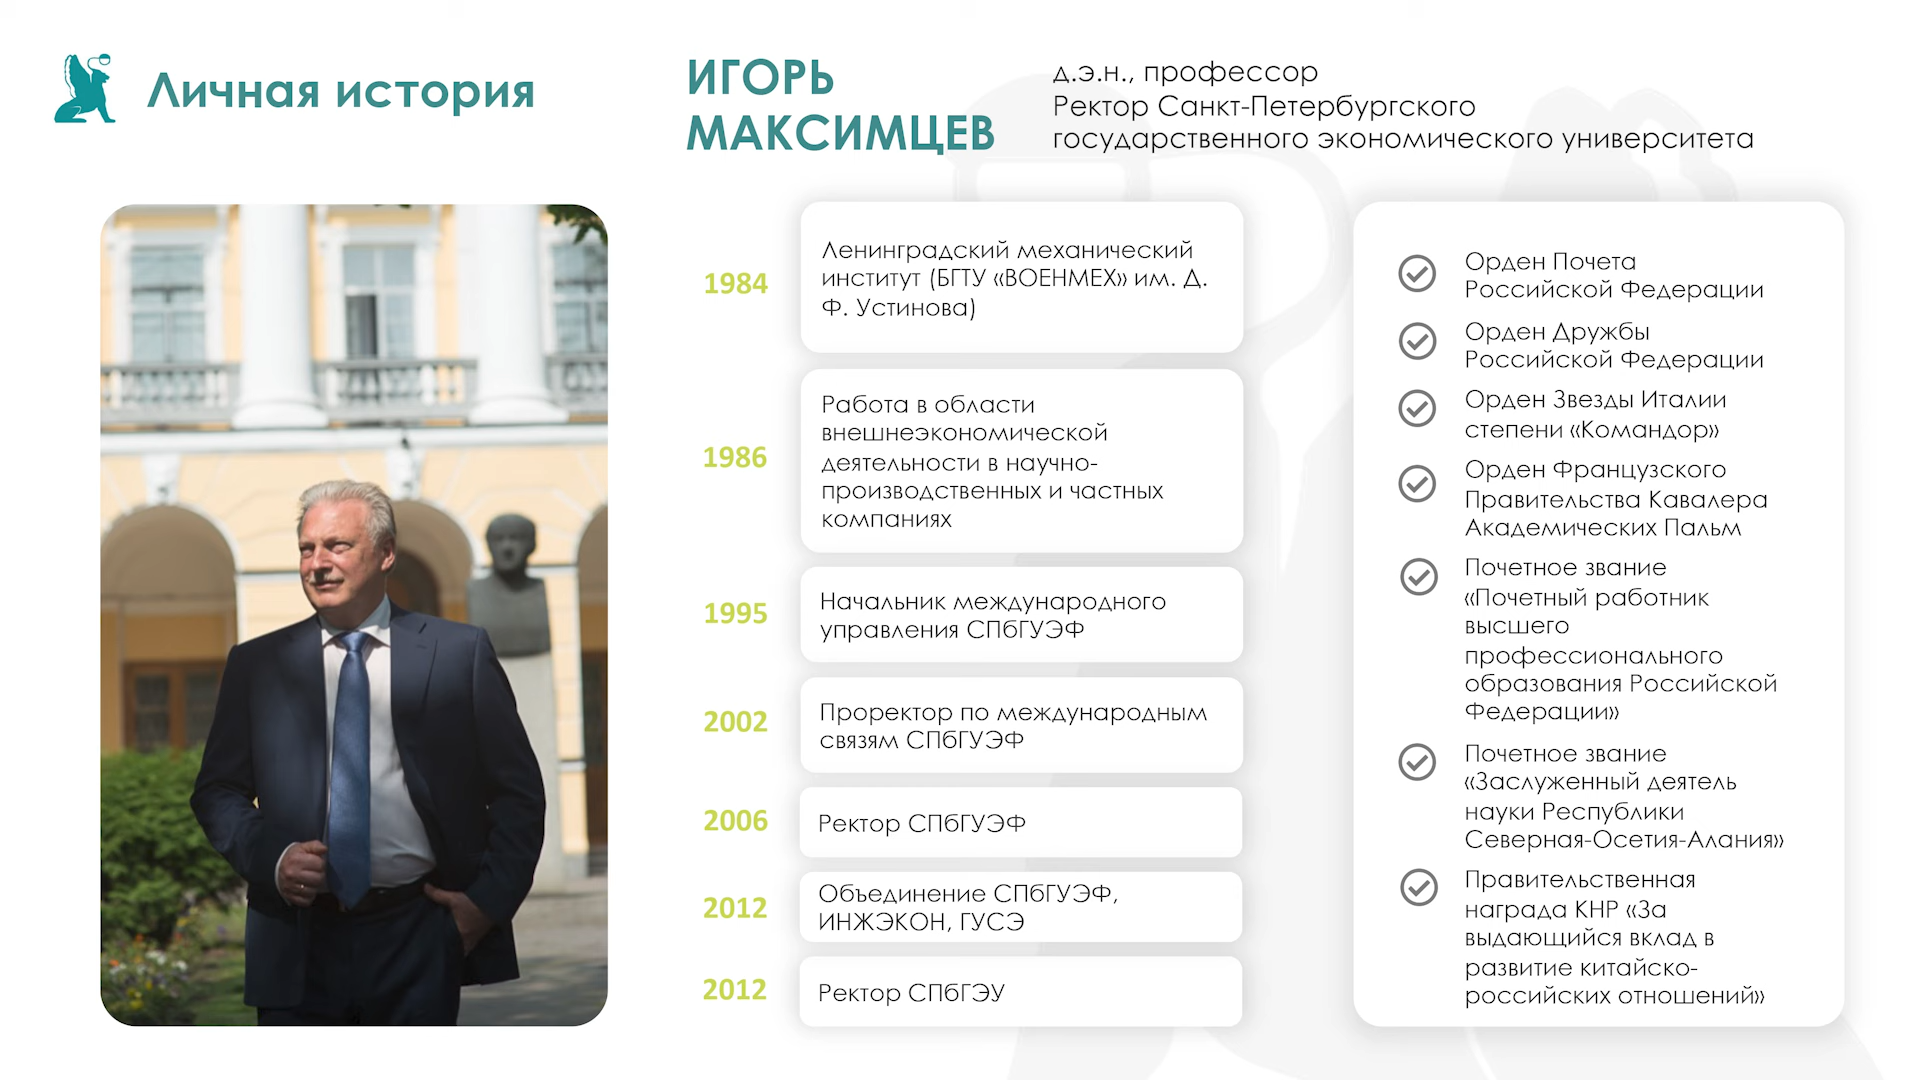 Личная история
ИГОРЬ
МАКСИМЦЕВ
д.э.н., профессор
Ректор Санкт-Петербургского
государственного экономического университета
1984
Ленинградский механический
институт (БГТУ «ВОЕНМЕХ» им. Д.
Ф. Устинова)
1986
Работа в области
внешнеэкономической
деятельности в научно-
производственных и частных
компаниях
1995
Начальник международного
управления СПбГУЭФ
2002
Проректор по международным
связям СПбГУЭФ
2006
Ректор СПбГУЭФ
2012
Объединение СПбГУЭФ,
ИНЖЭКОН, ГУСЭ
2012
Ректор СПбГЭУ
Орден Почета
Российской Федерации
Орден Дружбы
Российской Федерации
Орден Звезды Италии
степени «Командор»
Орден Французского
Правительства Кавалера
Академических Пальм
Почетное звание
«Почетный работник
высшего
профессионального
образования Российской
Федерации»
Почетное звание
«Заслуженный деятель
науки Республики
Северная-Осетия-Алания»
Правительственная
награда КНР «За
выдающийся вклад в
развитие китайско-
российских отношений»